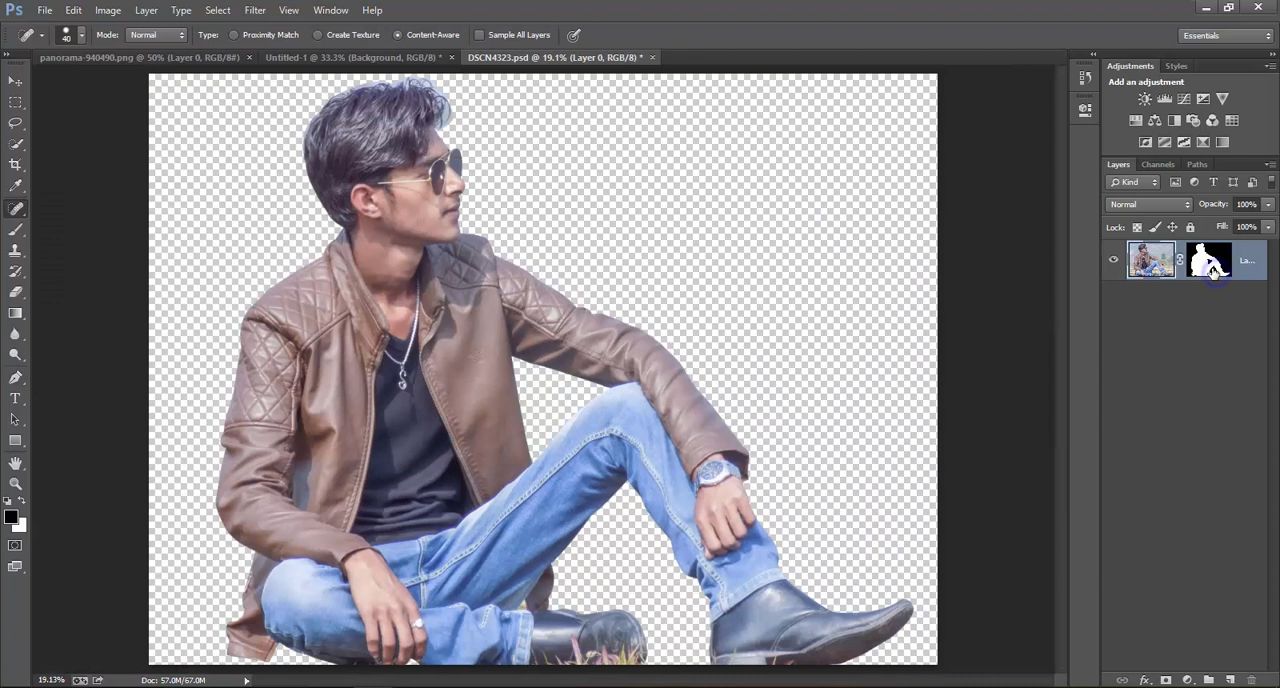 Ps File Edit Image Layer Type Select Filter View Window Help
40 Mode: Normal Type: Proximity Match Create Texture Content-Aware Sample All Layers Essentials
panorama-940490.png @ 50% (Layer 0, RGB/8#) × Untitled-1 @ 33.3% (Background, RGB/8) * × DSCN4323.psd @ 19.1% (Layer 0, RGB/8) * ×
Adjustments Styles
Add an adjustment
Layers Channels Paths
Kind
Normal Opacity: 100%
Lock: Fill: 100%
La...
19.13% Doc: 57.0M/67.0M